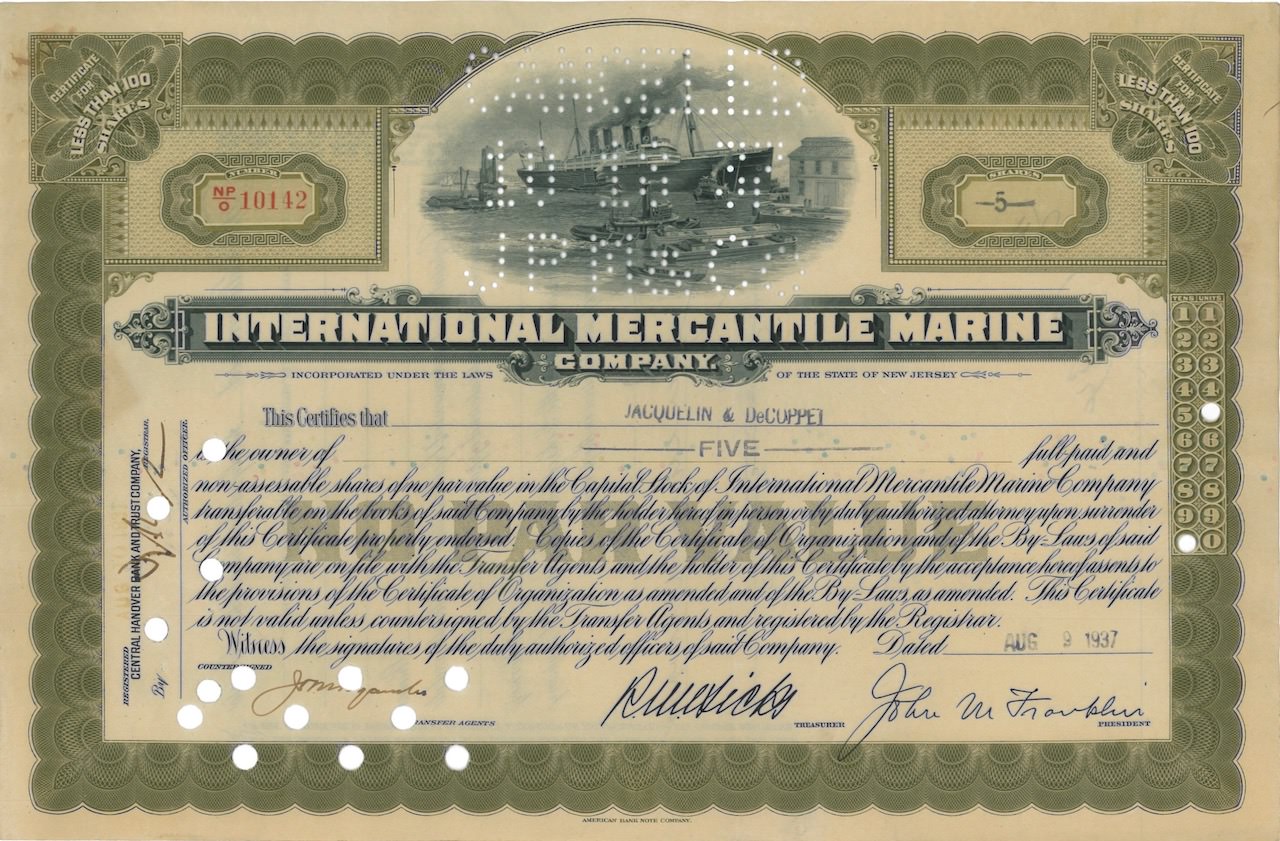 CERTIFICATE
FOR
LESS THAN 100
SHARES
CERTIFICATE
FOR
LESS THAN 100
SHARES
NUMBER
NP
O 10142
SHARES
-5-
INTERNATIONAL MERCANTILE MARINE
COMPANY.
INCORPORATED UNDER THE LAWS OF THE STATE OF NEW JERSEY
TENS UNITS
1 1
2 2
3 3
4 4
5
6 6
7 7
8 8
9 9
0
This Certifies that JACQUELIN & DeCOPPET
is the owner of FIVE full-paid and
non-assessable shares of no par value in the Capital Stock of International Mercantile Marine Company
transferable on the books of said Company by the holder hereof in person or by duly authorized attorney upon surrender
of this Certificate properly endorsed. Copies of the Certificate of Organization and of the By-Laws of said
Company are on file with the Transfer Agents and the holder of this Certificate by the acceptance hereof assents to
the provisions of the Certificate of Organization as amended and of the By-Laws, as amended. This Certificate
is not valid unless countersigned by the Transfer Agents and registered by the Registrar.
NO PAR VALUE
Witness the signatures of the duly authorized officers of said Company. Dated AUG 9 1937
COUNTERSIGNED
TRANSFER AGENTS
TREASURER
John M Franklin
PRESIDENT
REGISTERED
CENTRAL HANOVER BANK AND TRUST COMPANY,
REGISTRAR.
By
AUTHORIZED OFFICER.
AMERICAN BANK NOTE COMPANY.